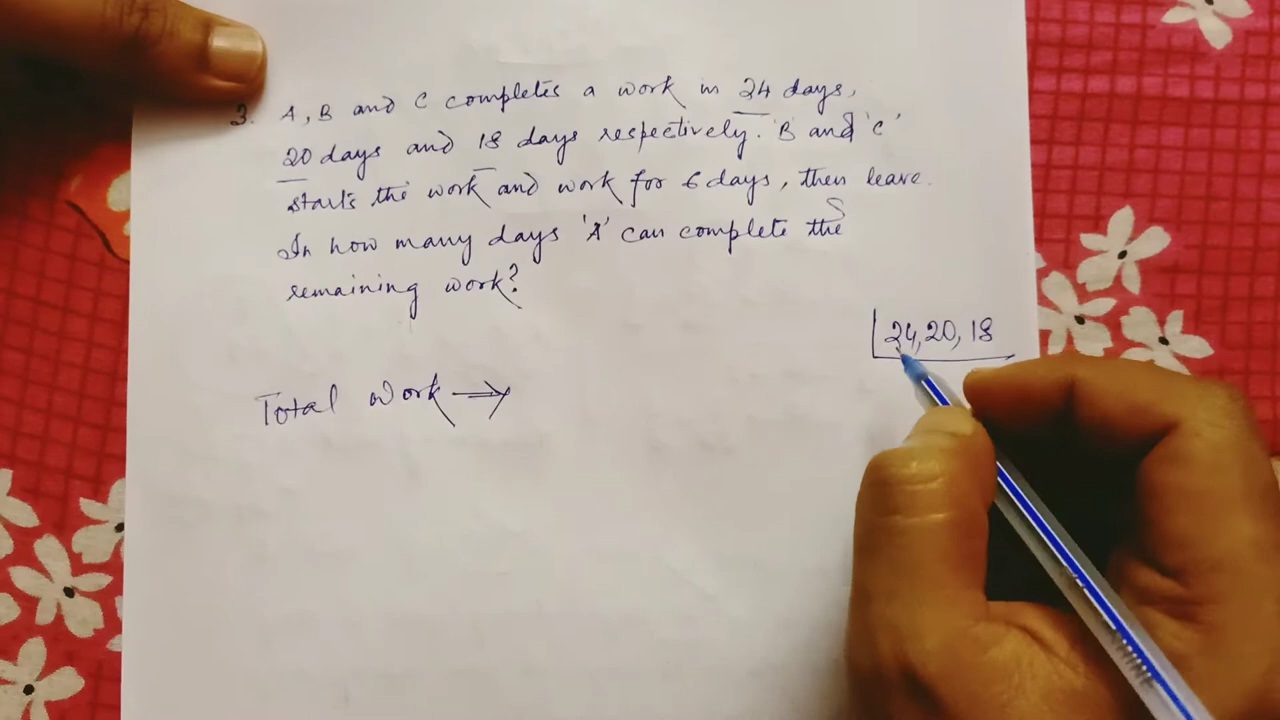 3. A, B and C completes a work in 24 days,
20 days and 18 days respectively. 'B' and 'C'
starts the work and work for 6 days, then leave.
In how many days 'A' can complete the
remaining work?
24, 20, 18
Total Work →